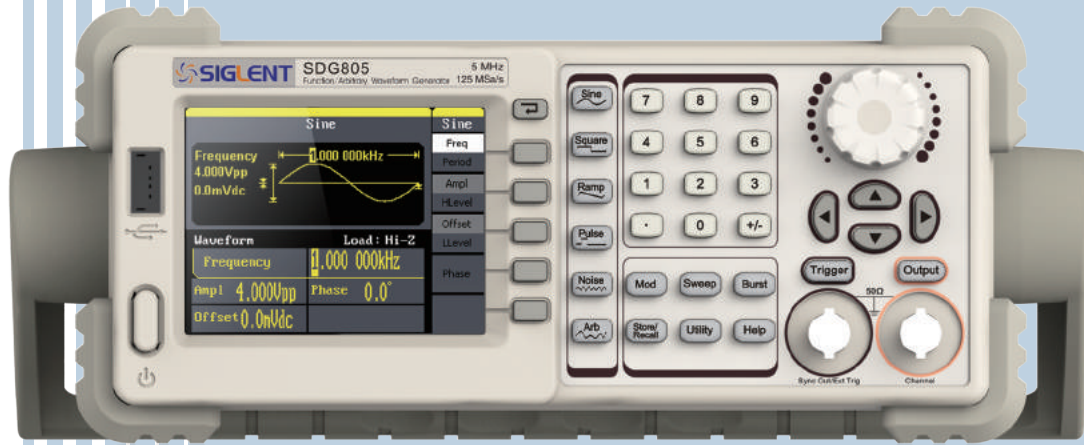 SIGLENT SDG805 5 MHz
Function/Arbitrary Waveform Generator 125 MSa/s
Sine Sine
Freq
Frequency 1.000 000kHz
Period
4.000Vpp
Ampl
0.0mVdc
HLevel
Offset
Waveform Load: Hi-Z
LLevel
Frequency 1.000 000kHz
Phase
Ampl 4.000Vpp Phase 0.0°
Offset 0.0mVdc
Sine
Square
Ramp
Pulse
Noise
Arb
7 8 9
4 5 6
1 2 3
. 0 +/-
Mod Sweep Burst
Store/
Recall Utility Help
Trigger Output
50Ω
Sync Out/Ext Trig Channel